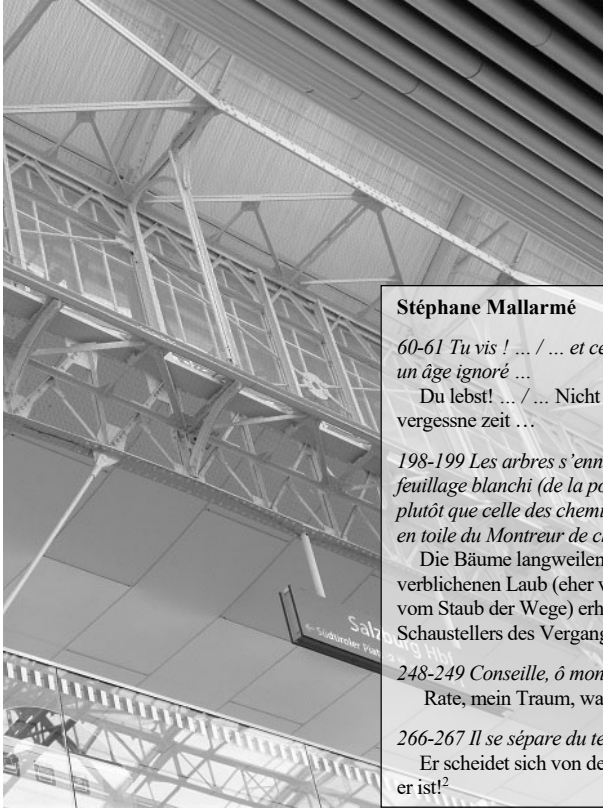 Salzburg Hbf
← Südtiroler Platz
Stéphane Mallarmé
60-61 Tu vis ! … / … et ce
un âge ignoré …
Du lebst! … / … Nicht
vergessne zeit …
198-199 Les arbres s’enn
feuillage blanchi (de la po
plutôt que celle des chemi
en toile du Montreur de c
Die Bäume langweilen
verblichenen Laub (eher v
vom Staub der Wege) erh
Schaustellers des Vergang
248-249 Conseille, ô mon
Rate, mein Traum, wa
266-267 Il se sépare du te
Er scheidet sich von de
er ist!²